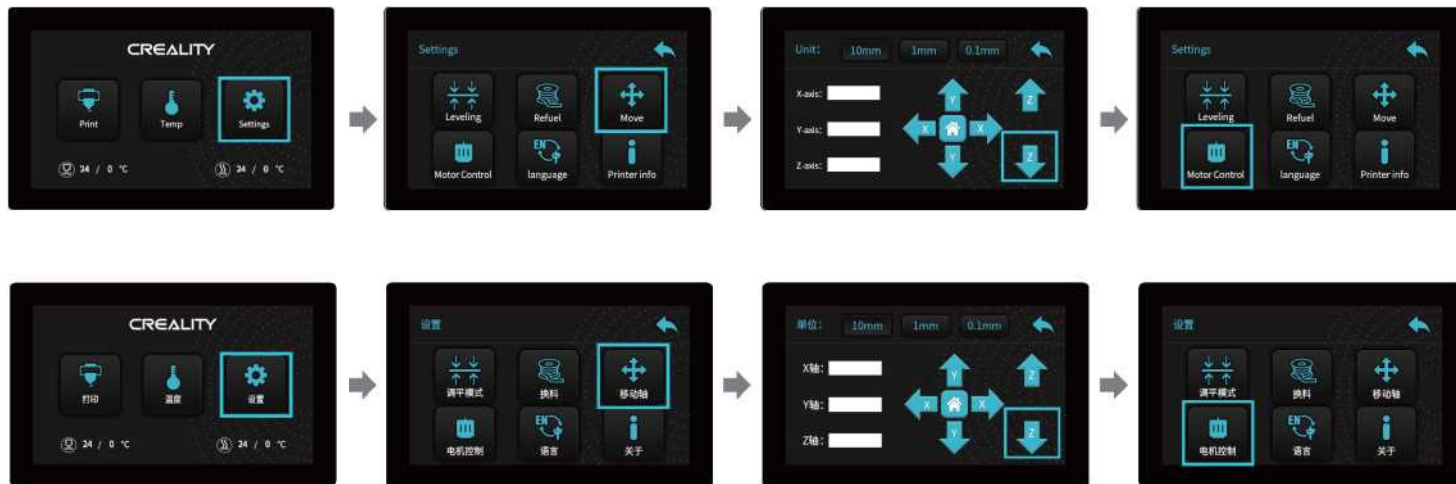 CREALITY
Print Temp Settings
24 / 0 °C 24 / 0 °C
Settings
Leveling Refuel Move
EN
Motor Control language Printer info
Unit: 10mm 1mm 0.1mm
X-axis:
Y-axis:
Z-axis:
Y
Z
X X
Y
Z
Settings
Leveling Refuel Move
EN
Motor Control language Printer info
CREALITY
打印 温度 设置
24 / 0 °C 24 / 0 °C
设置
调平模式 换料 移动轴
EN
电机控制 语言 关于
单位: 10mm 1mm 0.1mm
X轴:
Y轴:
Z轴:
Y
Z
X X
Y
Z
设置
调平模式 换料 移动轴
EN
电机控制 语言 关于